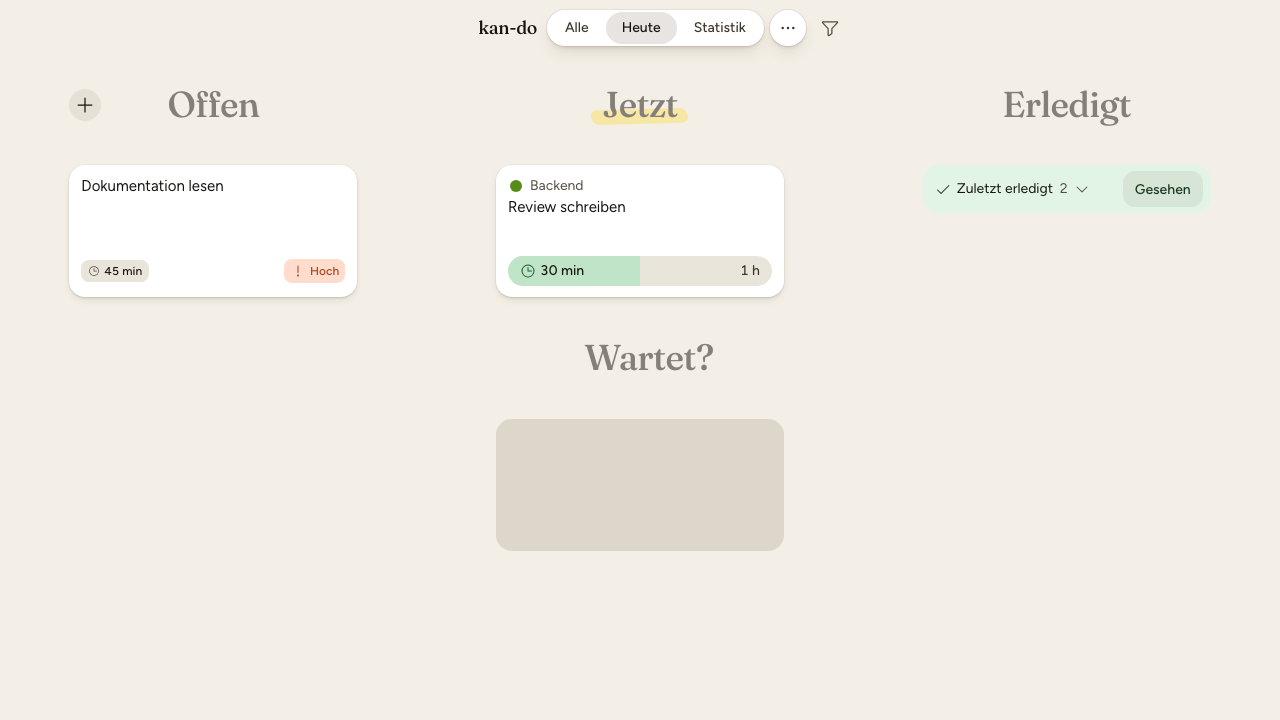 kan-do
Alle
Heute
Statistik
Offen
Jetzt
Erledigt
Dokumentation lesen
45 min
Hoch
Backend
Review schreiben
30 min
1 h
Zuletzt erledigt 2
Gesehen
Wartet?